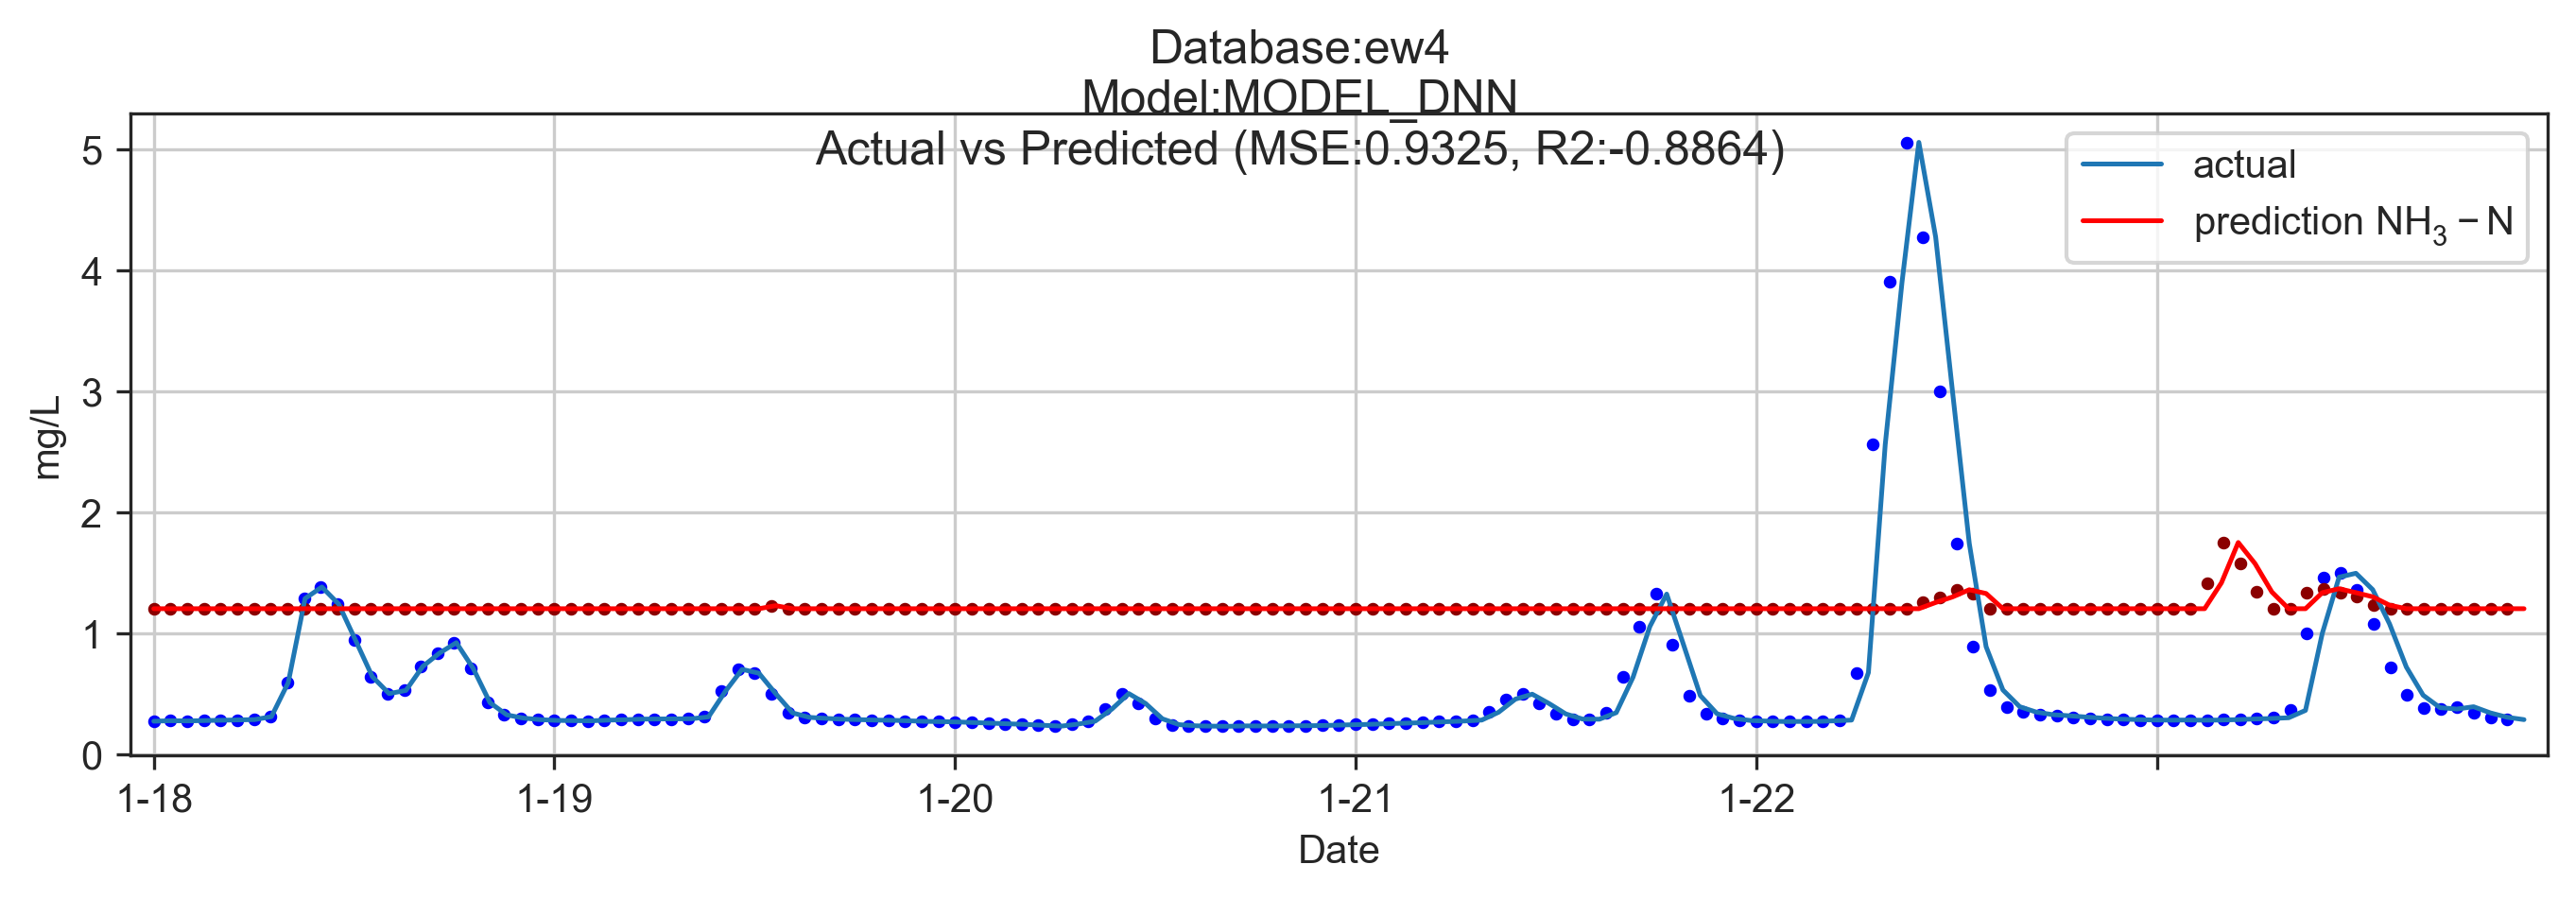 Database:ew4
Model:MODEL_DNN
Actual vs Predicted (MSE:0.9325, R2:-0.8864)
actual
prediction NH₃ − N
mg/L
5
4
3
2
1
0
1-18 1-19 1-20 1-21 1-22
Date